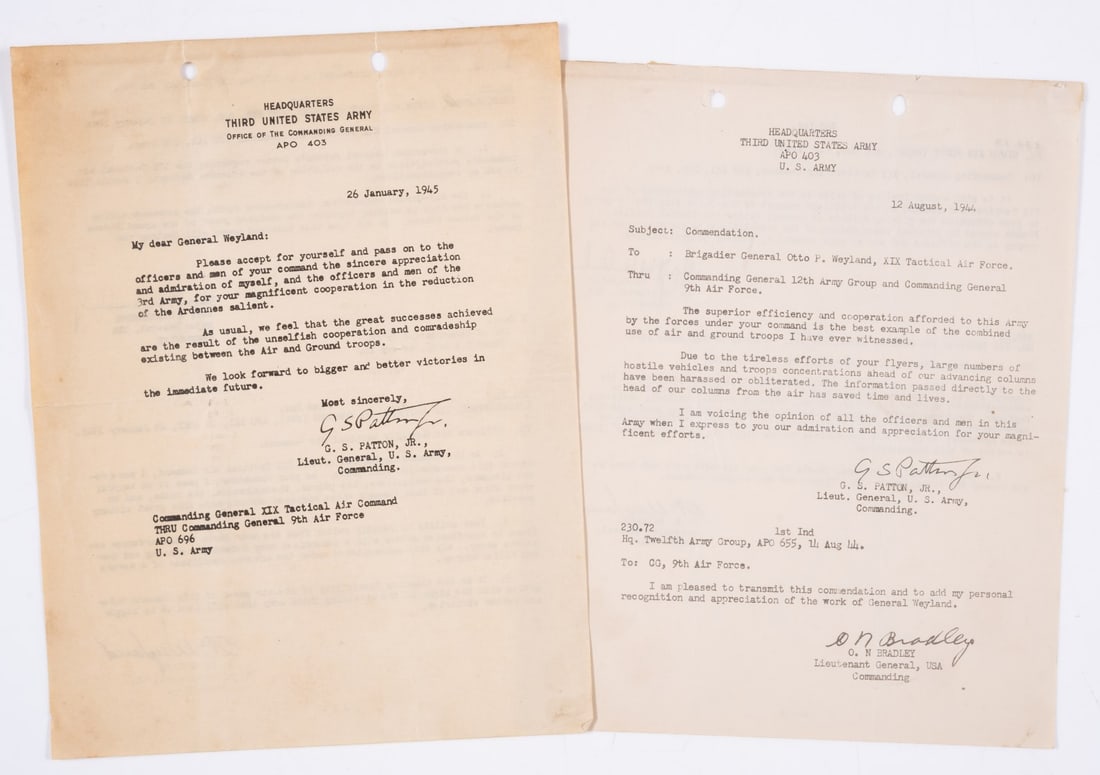 HEADQUARTERS
THIRD UNITED STATES ARMY
OFFICE OF THE COMMANDING GENERAL
APO 403
26 January, 1945
My dear General Weyland:
Please accept for yourself and pass on to the
officers and men of your command the sincere appreciation
and admiration of myself, and the officers and men of the
3rd Army, for your magnificent cooperation in the reduction
of the Ardennes salient.
As usual, we feel that the great successes achieved
are the result of the unselfish cooperation and comradeship
existing between the Air and Ground troops.
We look forward to bigger and better victories in
the immediate future.
Most sincerely,
G S Patton Jr.
G. S. PATTON, JR.,
Lieut. General, U. S. Army,
Commanding.
Commanding General XIX Tactical Air Command
THRU Commanding General 9th Air Force
APO 696
U. S. Army
HEADQUARTERS
THIRD UNITED STATES ARMY
APO 403
U. S. ARMY
12 August, 1944
Subject: Commendation.
To : Brigadier General Otto P. Weyland, XIX Tactical Air Force.
Thru : Commanding General 12th Army Group and Commanding General
9th Air Force.
The superior efficiency and cooperation afforded to this Army
by the forces under your command is the best example of the combined
use of air and ground troops I have ever witnessed.
Due to the tireless efforts of your flyers, large numbers of
hostile vehicles and troops concentrations ahead of our advancing columns
have been harassed or obliterated. The information passed directly to the
head of our columns from the air has saved time and lives.
I am voicing the opinion of all the officers and men in this
Army when I express to you our admiration and appreciation for your magni-
ficent efforts.
G S Patton Jr.
G. S. PATTON, JR.,
Lieut. General, U. S. Army,
Commanding.
230.72 1st Ind
Hq. Twelfth Army Group, APO 655, 14 Aug 44.
To: CG, 9th Air Force.
I am pleased to transmit this commendation and to add my personal
recognition and appreciation of the work of General Weyland.
O N Bradley
O. N BRADLEY
Lieutenant General, USA
Commanding